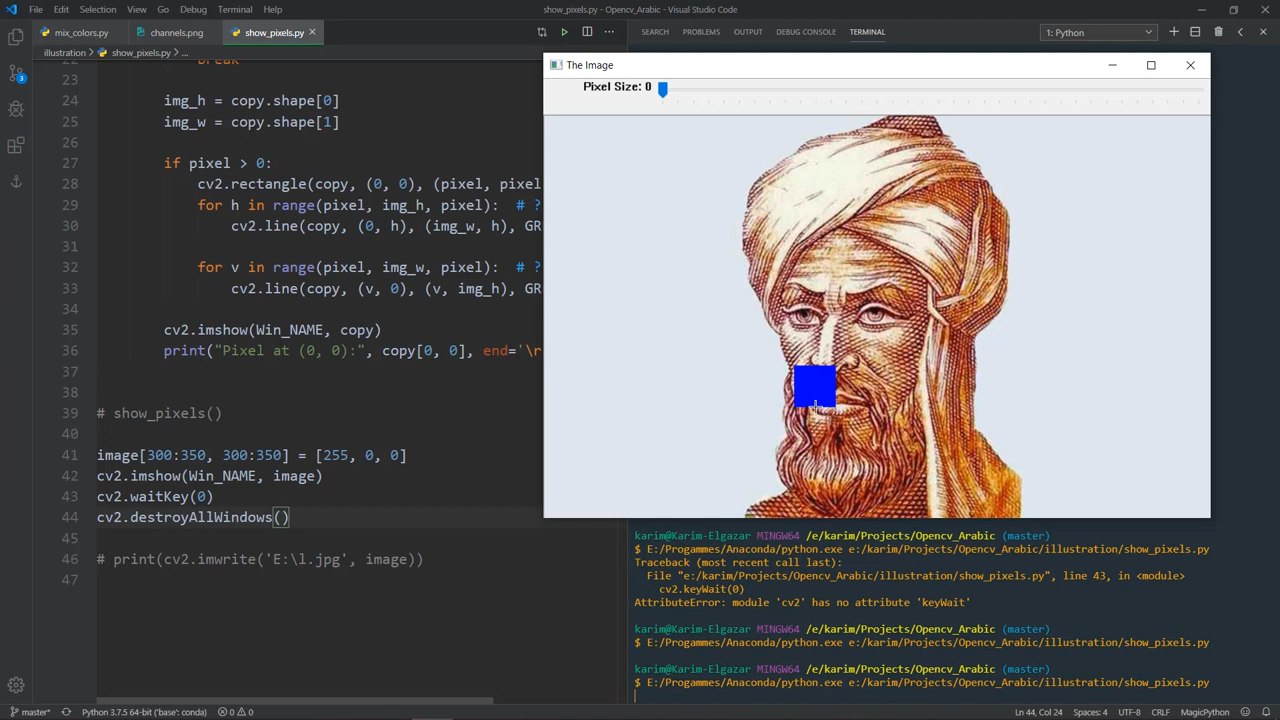 File Edit Selection View Go Debug Terminal Help
show_pixels.py - Opencv_Arabic - Visual Studio Code
mix_colors.py channels.png show_pixels.py
SEARCH PROBLEMS OUTPUT DEBUG CONSOLE TERMINAL
1: Python
illustration > show_pixels.py > ...
The Image
Pixel Size: 0
22 break
23
24 img_h = copy.shape[0]
25 img_w = copy.shape[1]
26
27 if pixel > 0:
28 cv2.rectangle(copy, (0, 0), (pixel, pixel
29 for h in range(pixel, img_h, pixel): # ?
30 cv2.line(copy, (0, h), (img_w, h), GR
31
32 for v in range(pixel, img_w, pixel): # ?
33 cv2.line(copy, (v, 0), (v, img_h), GR
34
35 cv2.imshow(Win_NAME, copy)
36 print("Pixel at (0, 0):", copy[0, 0], end='\r
37
38
39 # show_pixels()
40
41 image[300:350, 300:350] = [255, 0, 0]
42 cv2.imshow(Win_NAME, image)
43 cv2.waitKey(0)
44 cv2.destroyAllWindows()
45
46 # print(cv2.imwrite('E:\l.jpg', image))
47
karim@Karim-Elgazar MINGW64 /e/karim/Projects/Opencv_Arabic (master)
$ E:/Progammes/Anaconda/python.exe e:/karim/Projects/Opencv_Arabic/illustration/show_pixels.py
Traceback (most recent call last):
File "e:/karim/Projects/Opencv_Arabic/illustration/show_pixels.py", line 43, in <module>
cv2.keyWait(0)
AttributeError: module 'cv2' has no attribute 'keyWait'
karim@Karim-Elgazar MINGW64 /e/karim/Projects/Opencv_Arabic (master)
$ E:/Progammes/Anaconda/python.exe e:/karim/Projects/Opencv_Arabic/illustration/show_pixels.py
karim@Karim-Elgazar MINGW64 /e/karim/Projects/Opencv_Arabic (master)
$ E:/Progammes/Anaconda/python.exe e:/karim/Projects/Opencv_Arabic/illustration/show_pixels.py
3
master* Python 3.7.5 64-bit ('base': conda) 0 0
Ln 44, Col 24 Spaces: 4 UTF-8 CRLF MagicPython